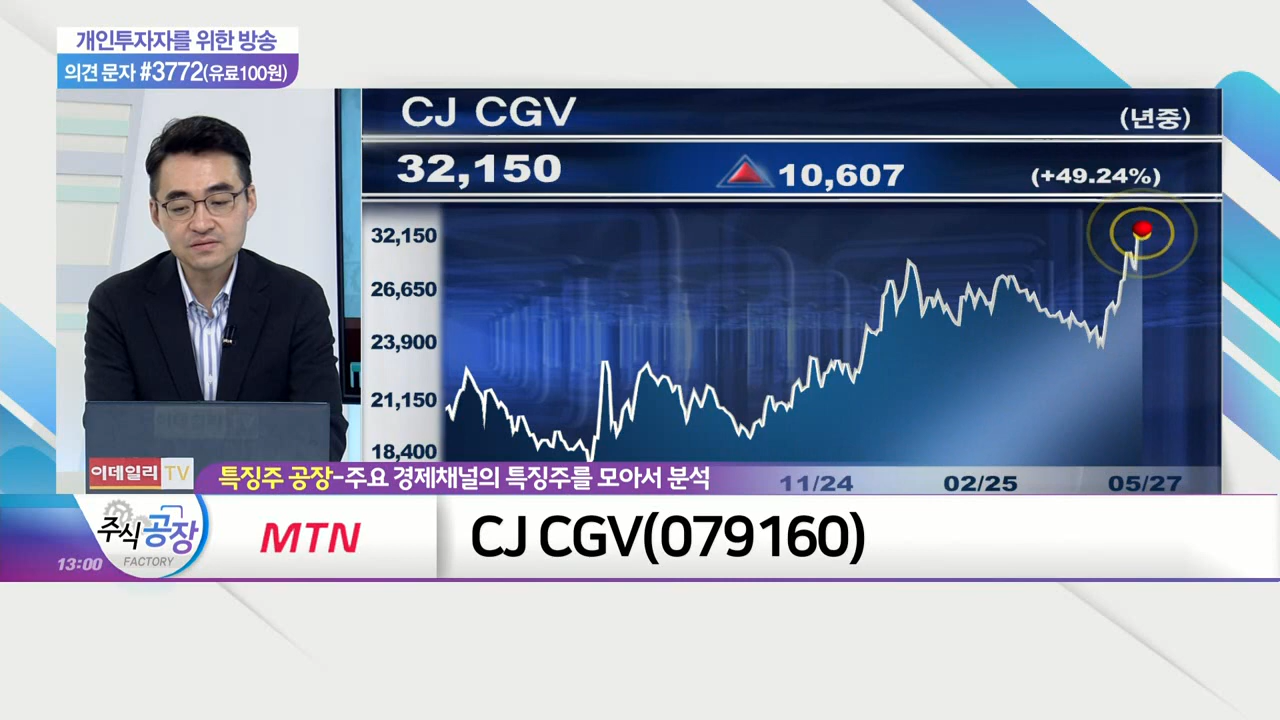 개인투자자를 위한 방송
의견 문자 #3772(유료100원)
CJ CGV
(년중)
32,150
10,607
(+49.24%)
32,150
26,650
23,900
21,150
18,400
11/24
02/25
05/27
이데일리 TV
특징주 공장-주요 경제채널의 특징주를 모아서 분석
주식공장
FACTORY
13:00
MTN
CJ CGV(079160)